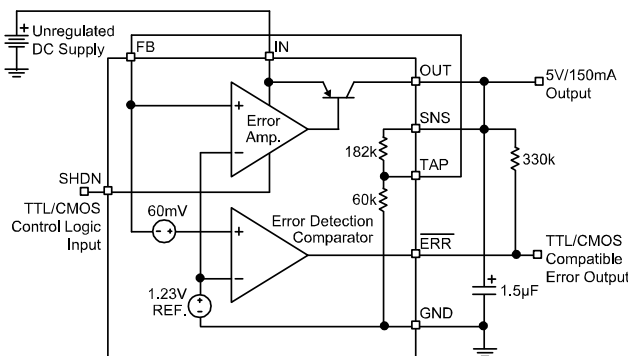 Unregulated
DC Supply
FB
IN
OUT
5V/150mA
Output
Error
Amp.
SNS
182k
330k
TAP
SHDN
TTL/CMOS
Control Logic
Input
60k
60mV
Error Detection
Comparator
ERR
TTL/CMOS
Compatible
Error Output
1.23V
REF.
1.5µF
GND